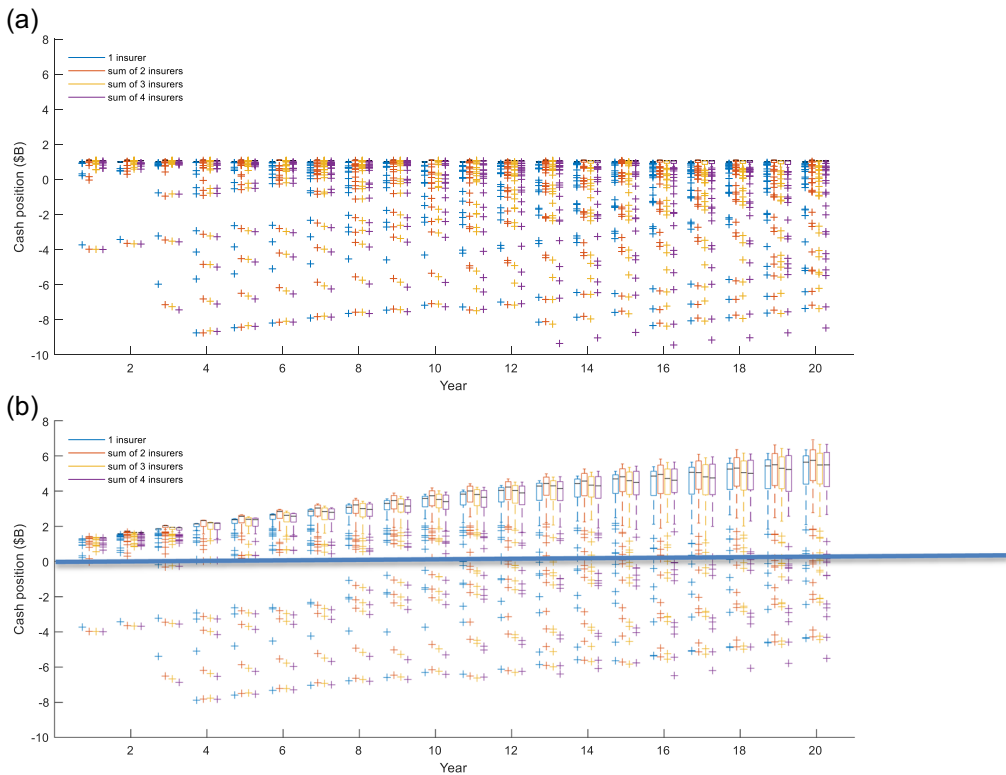 (a)
8
1 insurer
6
sum of 2 insurers
sum of 3 insurers
4
sum of 4 insurers
2
0
-2
-4
-6
-8
-10
Cash position ($B)
2 4 6 8 10 12 14 16 18 20
Year
(b)
8
1 insurer
6
sum of 2 insurers
sum of 3 insurers
4
sum of 4 insurers
2
0
-2
-4
-6
-8
-10
Cash position ($B)
2 4 6 8 10 12 14 16 18 20
Year